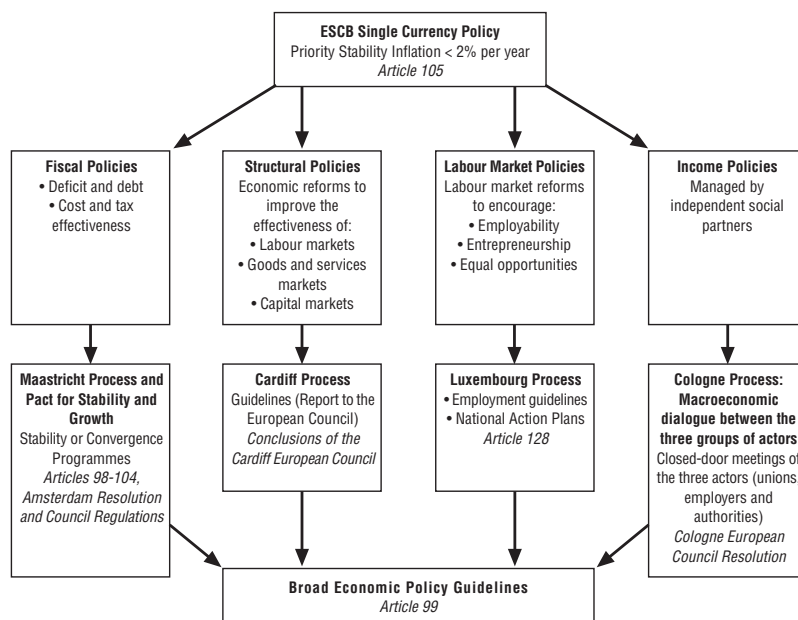 ESCB Single Currency Policy
Priority Stability Inflation < 2% per year
Article 105
Fiscal Policies
• Deficit and debt
• Cost and tax
effectiveness
Structural Policies
Economic reforms to
improve the
effectiveness of:
• Labour markets
• Goods and services
markets
• Capital markets
Labour Market Policies
Labour market reforms
to encourage:
• Employability
• Entrepreneurship
• Equal opportunities
Income Policies
Managed by
independent social
partners
Maastricht Process and
Pact for Stability and
Growth
Stability or Convergence
Programmes
Articles 98-104,
Amsterdam Resolution
and Council Regulations
Cardiff Process
Guidelines (Report to the
European Council)
Conclusions of the
Cardiff European Council
Luxembourg Process
• Employment guidelines
• National Action Plans
Article 128
Cologne Process:
Macroeconomic
dialogue between the
three groups of actors
Closed-door meetings of
the three actors (unions,
employers and
authorities)
Cologne European
Council Resolution
Broad Economic Policy Guidelines
Article 99